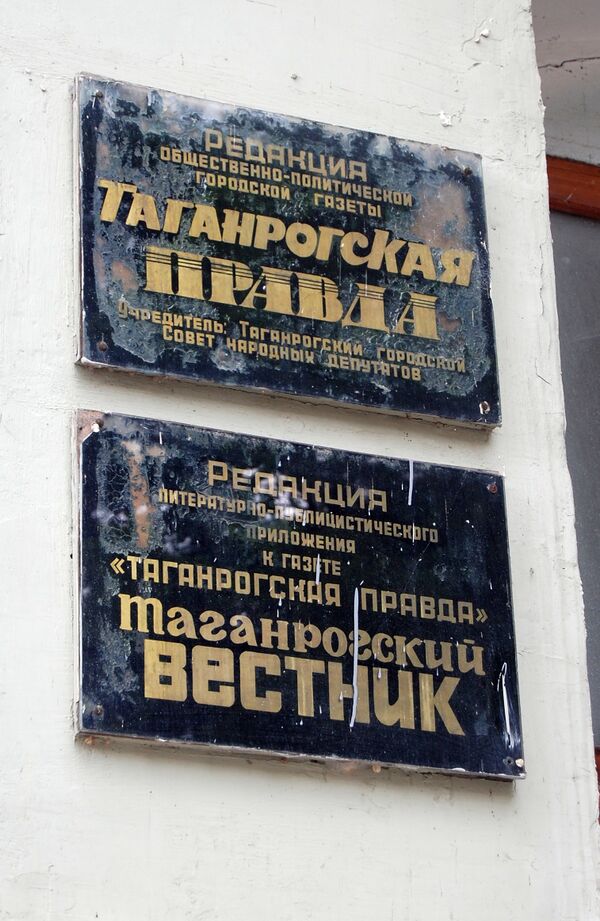 Редакция
общественно-политической
городской газеты
Таганрогская
правда
Учредитель: Таганрогский городской
Совет народных депутатов
Редакция
литературно-публицистического
приложения
к газете
«Таганрогская правда»
Таганрогский
Вестник